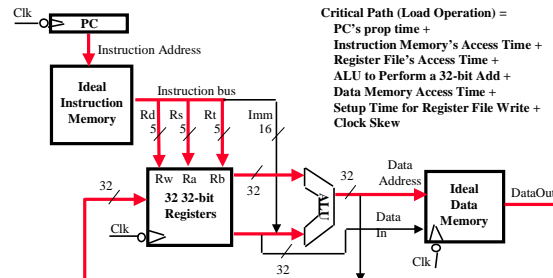 Clk
PC
Instruction Address
Critical Path (Load Operation) =
PC's prop time +
Instruction Memory's Access Time +
Register File's Access Time +
ALU to Perform a 32-bit Add +
Data Memory Access Time +
Setup Time for Register File Write +
Clock Skew
Ideal
Instruction
Memory
Instruction bus
Rd Rs Rt Imm
5 5 5 16
Rw Ra Rb
32 32-bit
Registers
32
Clk
32
32
ALU
32
Data
Address
Data
In
Ideal
Data
Memory
DataOut
Clk